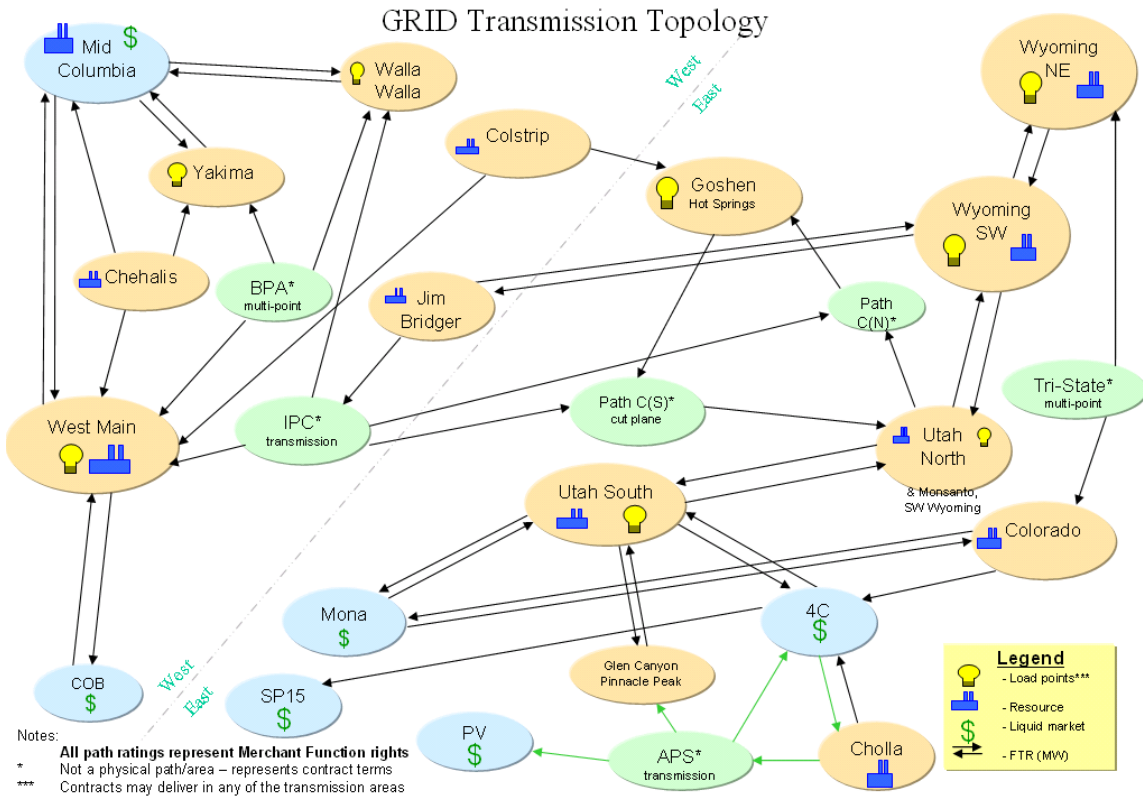 GRID Transmission Topology
Mid
Columbia
$
Walla
Walla
West
East
Wyoming
NE
Colstrip
Yakima
Goshen
Hot Springs
Wyoming
SW
Chehalis
BPA*
multi-point
Jim
Bridger
Path
C(N)*
Tri-State*
multi-point
West Main
IPC*
transmission
Path C(S)*
cut plane
Utah
North
& Monsanto,
SW Wyoming
Utah South
Colorado
Mona
$
4C
$
Glen Canyon
Pinnacle Peak
COB
$
West
East
SP15
$
PV
$
APS*
transmission
Cholla
Legend
- Load points***
- Resource
$ - Liquid market
- FTR (MW)
Notes:
All path ratings represent Merchant Function rights
* Not a physical path/area – represents contract terms
*** Contracts may deliver in any of the transmission areas